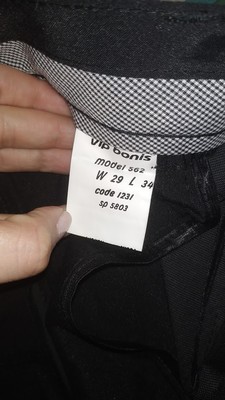 Vip bonis
model 562
W 29 L 34
code 1231
sp 5803